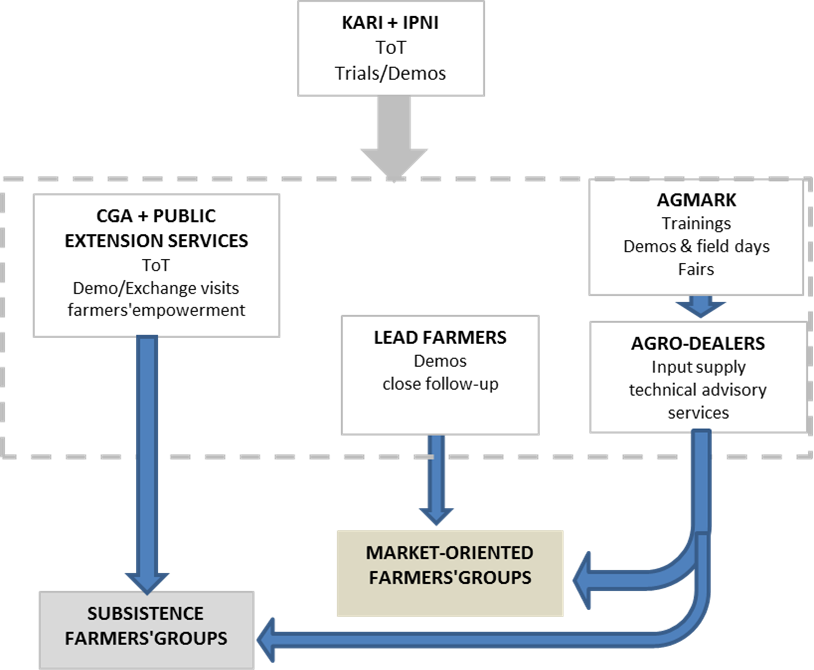 KARI + IPNI
ToT
Trials/Demos
CGA + PUBLIC
EXTENSION SERVICES
ToT
Demo/Exchange visits
farmers'empowerment
AGMARK
Trainings
Demos & field days
Fairs
LEAD FARMERS
Demos
close follow-up
AGRO-DEALERS
Input supply
technical advisory
services
MARKET-ORIENTED
FARMERS'GROUPS
SUBSISTENCE
FARMERS'GROUPS